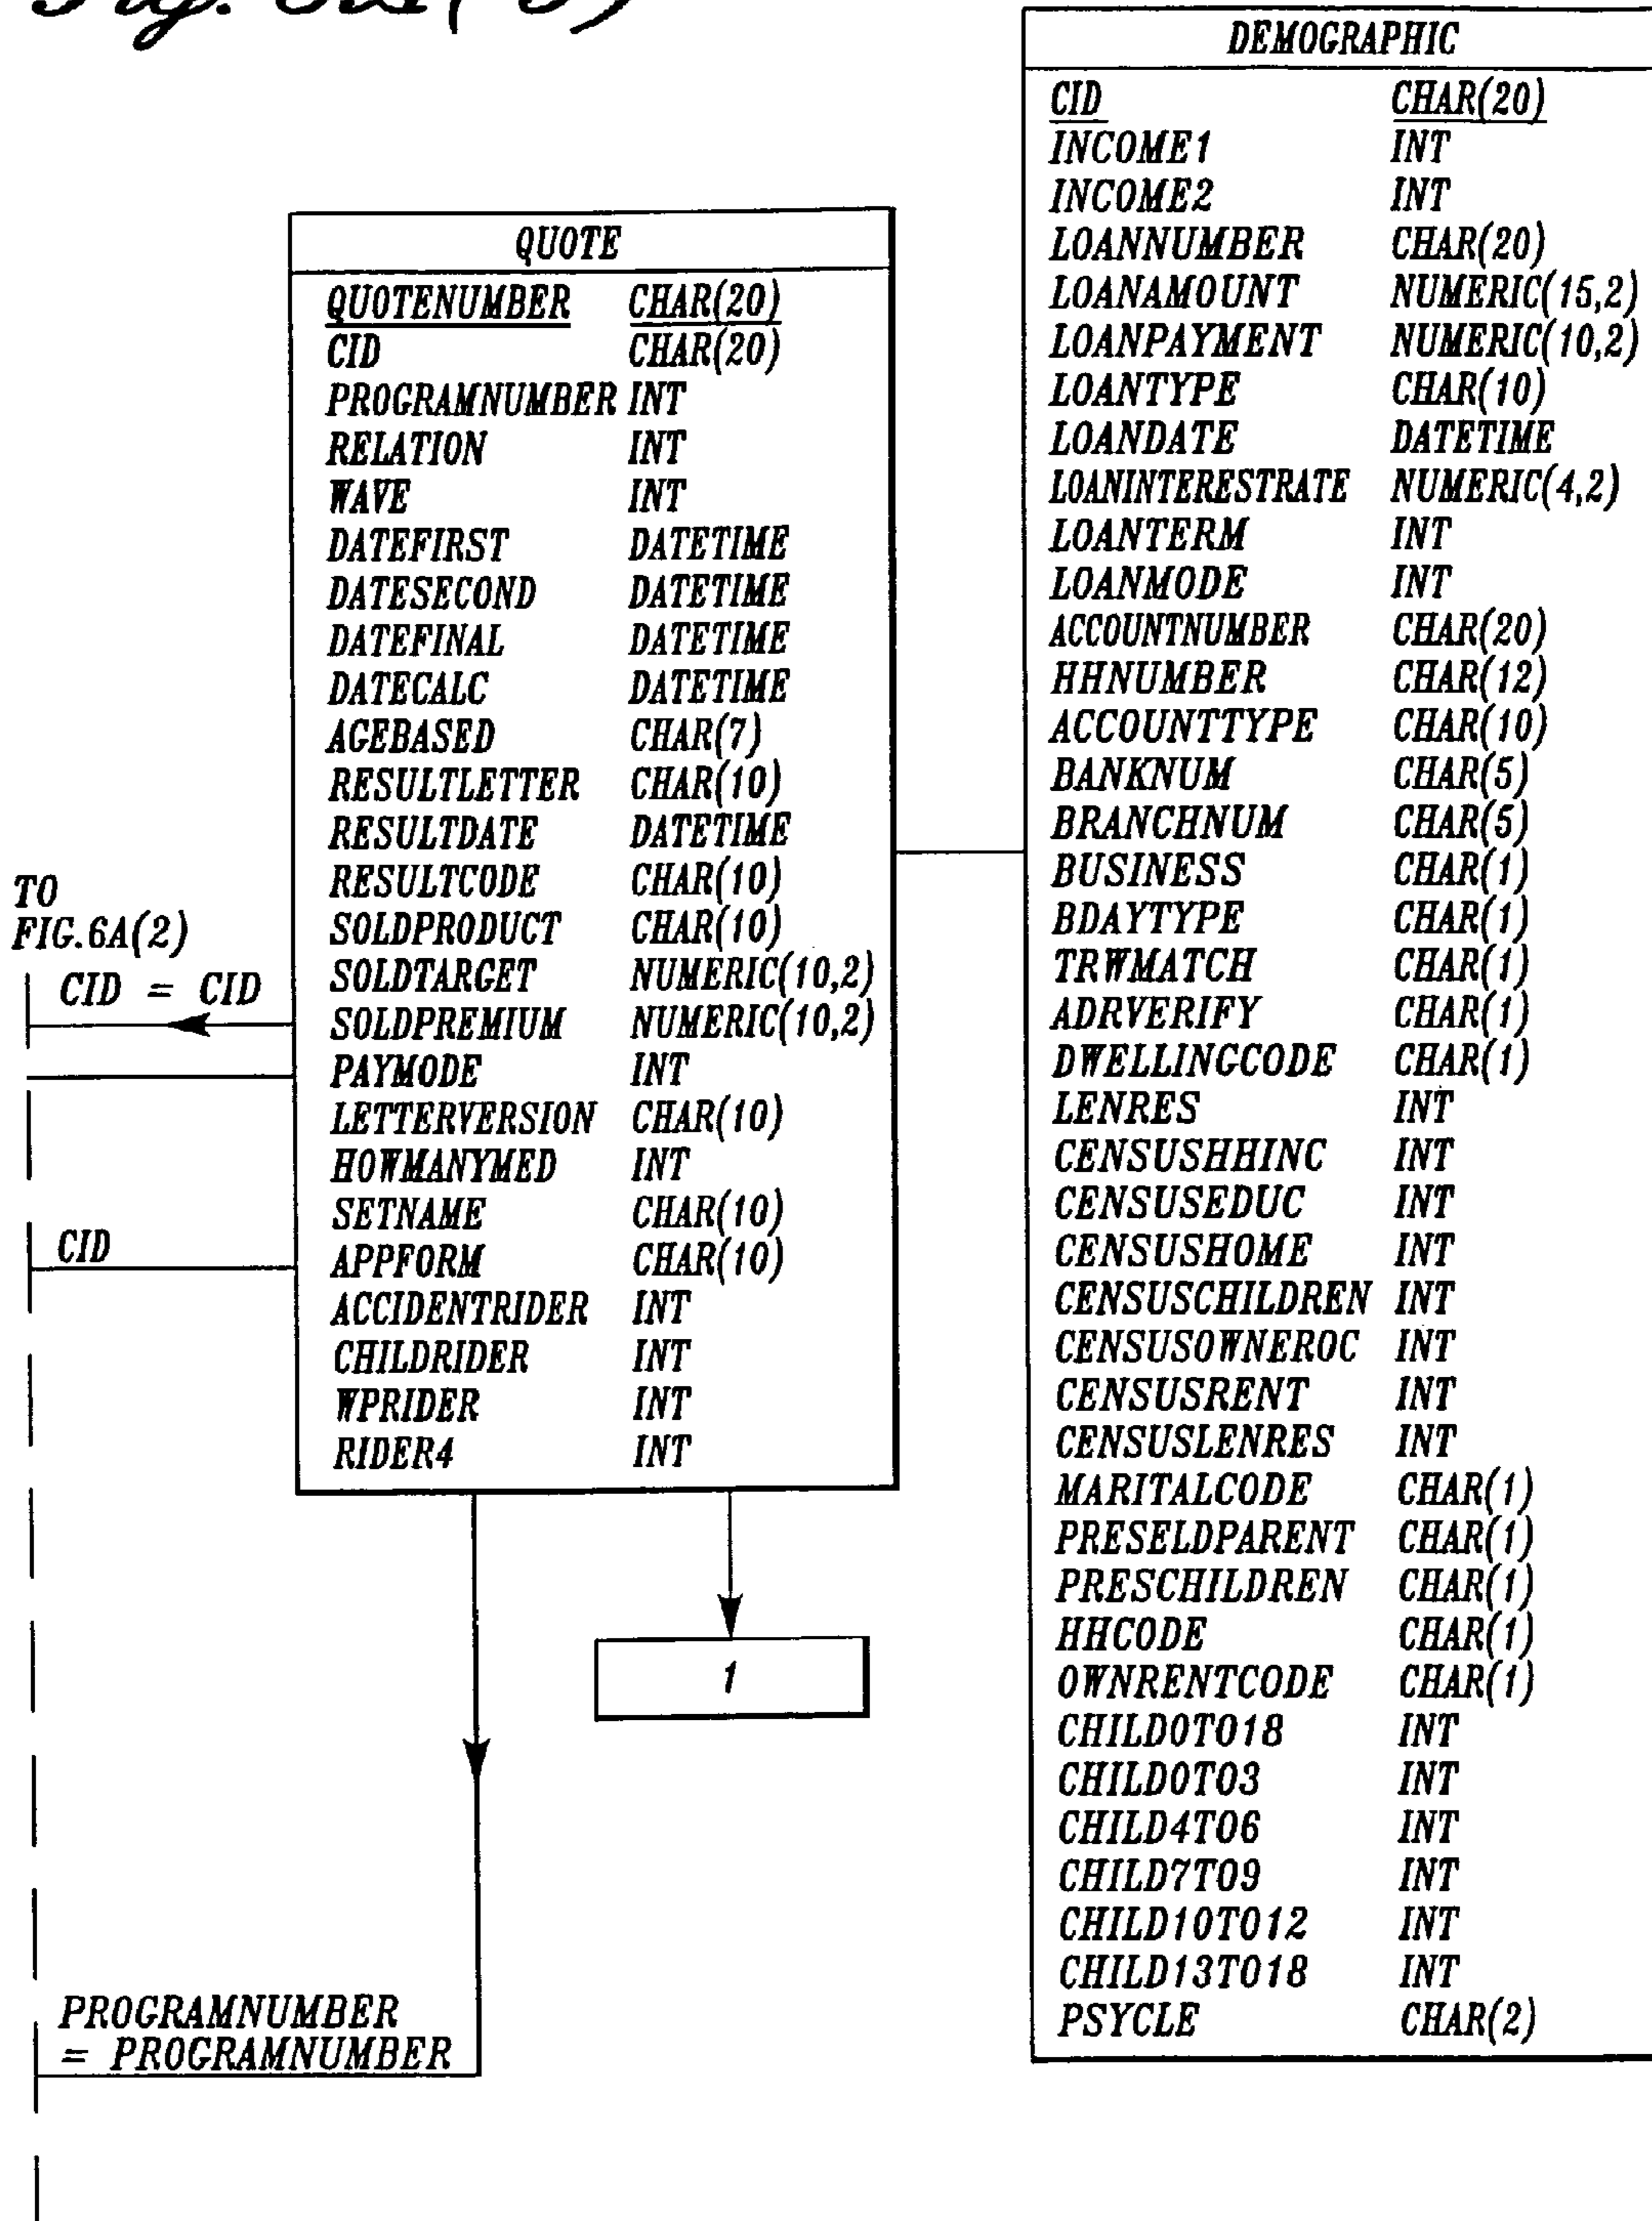 DEMOGRAPHIC
CID CHAR(20)
INCOME1 INT
INCOME2 INT
LOANNUMBER CHAR(20)
LOANAMOUNT NUMERIC(15,2)
LOANPAYMENT NUMERIC(10,2)
LOANTYPE CHAR(10)
LOANDATE DATETIME
LOANINTERESTRATE NUMERIC(4,2)
LOANTERM INT
LOANMODE INT
ACCOUNTNUMBER CHAR(20)
HHNUMBER CHAR(12)
ACCOUNTTYPE CHAR(10)
BANKNUM CHAR(5)
BRANCHNUM CHAR(5)
BUSINESS CHAR(1)
BDAYTYPE CHAR(1)
TRWMATCH CHAR(1)
ADRVERIFY CHAR(1)
DWELLINGCODE CHAR(1)
LENRES INT
CENSUSHHINC INT
CENSUSEDUC INT
CENSUSHOME INT
CENSUSCHILDREN INT
CENSUSOWNEROC INT
CENSUSRENT INT
CENSUSLENRES INT
MARITALCODE CHAR(1)
PRESELDPARENT CHAR(1)
PRESCHILDREN CHAR(1)
HHCODE CHAR(1)
OWNRENTCODE CHAR(1)
CHILD0TO18 INT
CHILD0TO3 INT
CHILD4TO6 INT
CHILD7TO9 INT
CHILD10TO12 INT
CHILD13TO18 INT
PSYCLE CHAR(2)
QUOTE
QUOTENUMBER CHAR(20)
CID CHAR(20)
PROGRAMNUMBER INT
RELATION INT
WAVE INT
DATEFIRST DATETIME
DATESECOND DATETIME
DATEFINAL DATETIME
DATECALC DATETIME
AGEBASED CHAR(7)
RESULTLETTER CHAR(10)
RESULTDATE DATETIME
RESULTCODE CHAR(10)
SOLDPRODUCT CHAR(10)
SOLDTARGET NUMERIC(10,2)
SOLDPREMIUM NUMERIC(10,2)
PAYMODE INT
LETTERVERSION CHAR(10)
HOWMANYMED INT
SETNAME CHAR(10)
APPFORM CHAR(10)
ACCIDENTRIDER INT
CHILDRIDER INT
WPRIDER INT
RIDER4 INT
TO
FIG.6A(2)
CID = CID
CID
1
PROGRAMNUMBER
= PROGRAMNUMBER